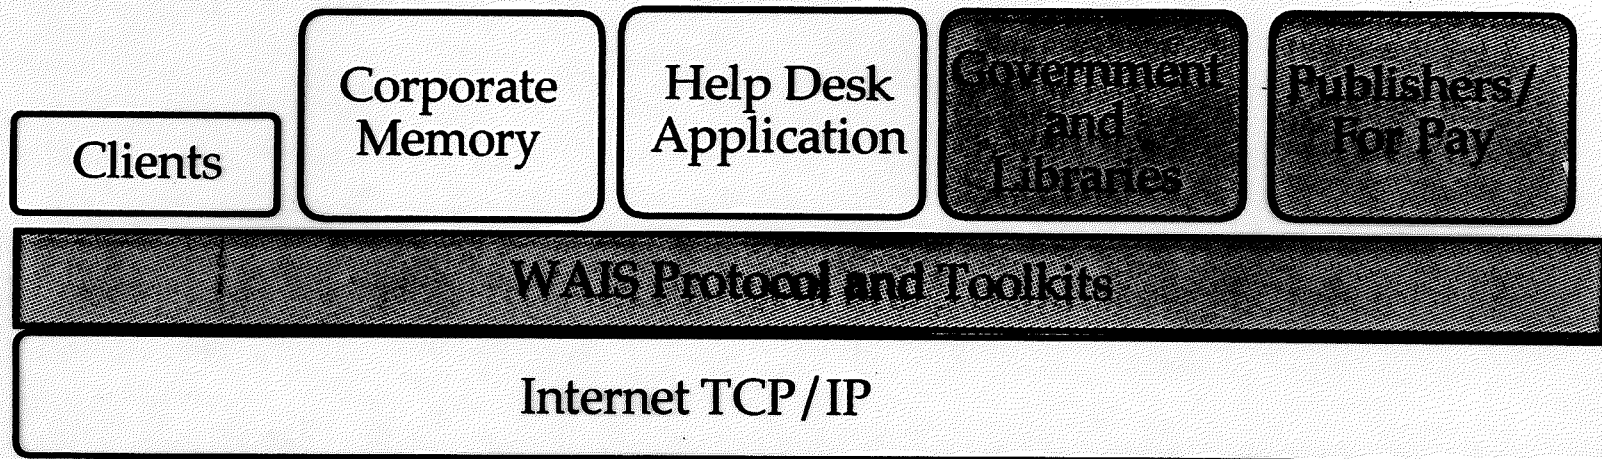 Clients
Corporate
Memory
Help Desk
Application
Government
and
Libraries
Publishers/
For Pay
WAIS Protocol and Toolkits
Internet TCP/IP